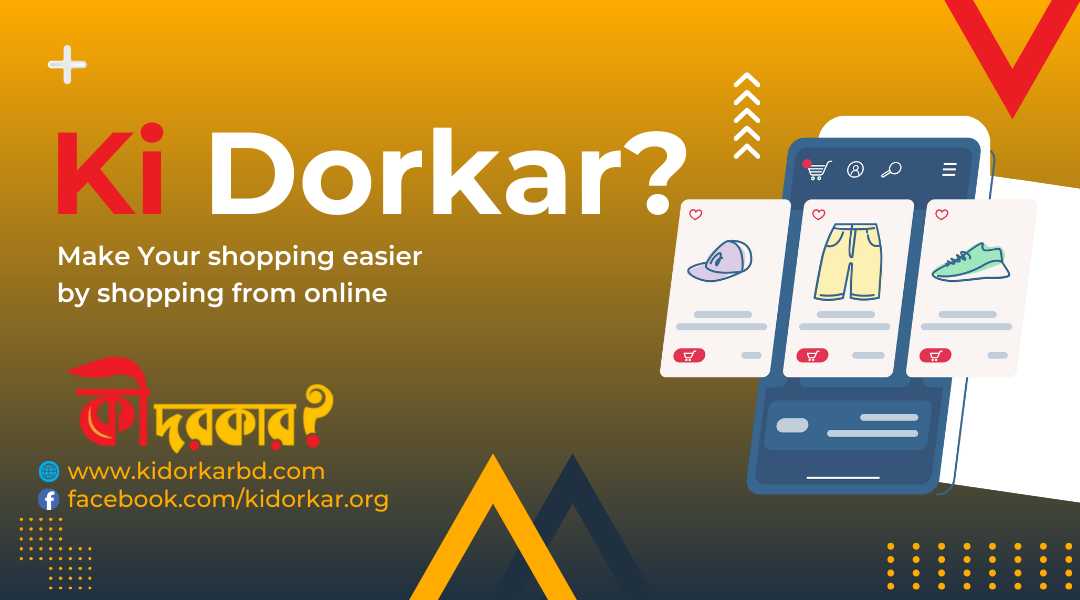 Ki Dorkar?
Make Your shopping easier
by shopping from online
কী দরকার?
www.kidorkarbd.com
facebook.com/kidorkar.org